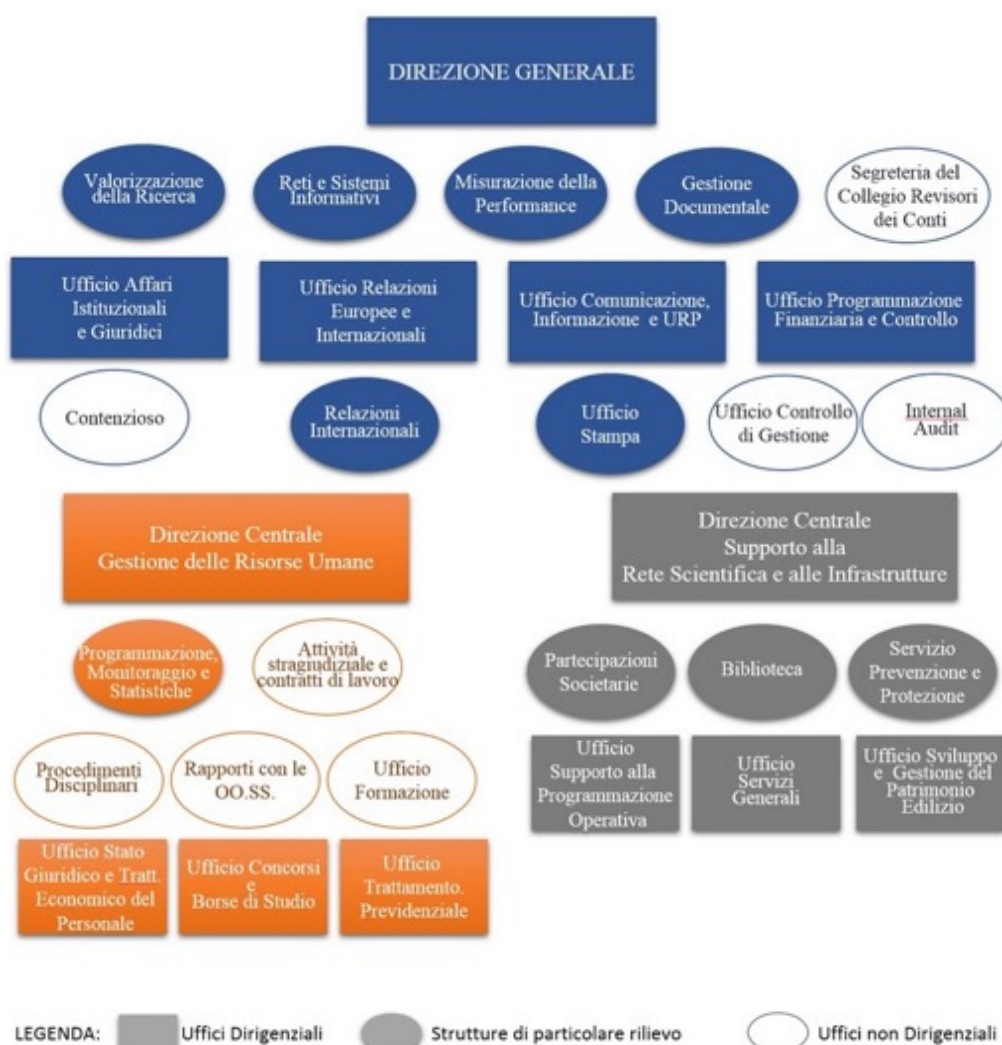 DIREZIONE GENERALE
Valorizzazione
della Ricerca
Reti e Sistemi
Informativi
Misurazione della
Performance
Gestione
Documentale
Segreteria del
Collegio Revisori
dei Conti
Ufficio Affari
Istituzionali
e Giuridici
Ufficio Relazioni
Europee e
Internazionali
Ufficio Comunicazione,
Informazione e URP
Ufficio Programmazione
Finanziaria e Controllo
Contenzioso
Relazioni
Internazionali
Ufficio
Stampa
Ufficio Controllo
di Gestione
Internal
Audit
Direzione Centrale
Gestione delle Risorse Umane
Direzione Centrale
Supporto alla
Rete Scientifica e alle Infrastrutture
Programmazione,
Monitoraggio e
Statistiche
Attività
stragiudiziale e
contratti di lavoro
Partecipazioni
Societarie
Biblioteca
Servizio
Prevenzione e
Protezione
Procedimenti
Disciplinari
Rapporti con le
OO.SS.
Ufficio
Formazione
Ufficio
Supporto alla
Programmazione
Operativa
Ufficio
Servizi
Generali
Ufficio Sviluppo
e Gestione del
Patrimonio
Edilizio
Ufficio Stato
Giuridico e Tratt.
Economico del
Personale
Ufficio Concorsi
e
Borse di Studio
Ufficio
Trattamento.
Previdenziale
LEGENDA:
Uffici Dirigenziali
Strutture di particolare rilievo
Uffici non Dirigenziali